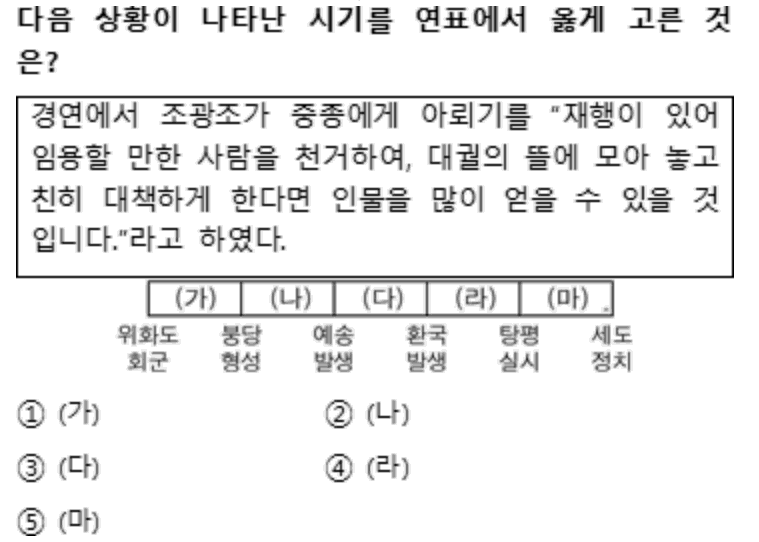 다음 상황이 나타난 시기를 연표에서 옳게 고른 것
은?
경연에서 조광조가 중종에게 아뢰기를 "재행이 있어
임용할 만한 사람을 천거하여, 대궐의 뜰에 모아 놓고
친히 대책하게 한다면 인물을 많이 얻을 수 있을 것
입니다."라고 하였다.
(가) (나) (다) (라) (마)
위화도 붕당 예송 환국 탕평 세도
회군 형성 발생 발생 실시 정치
① (가) ② (나)
③ (다) ④ (라)
⑤ (마)